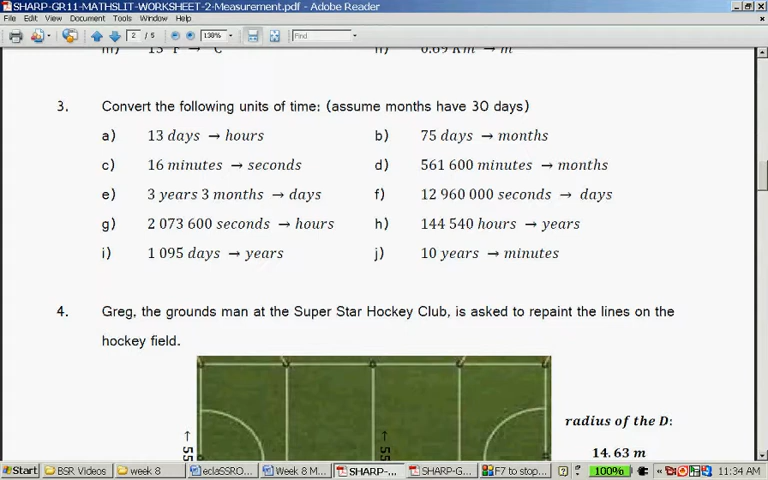 SHARP-GR11-MATHSLIT-WORKSHEET-2-Measurement.pdf - Adobe Reader
File Edit View Document Tools Window Help
2 / 5 138% Find
3. Convert the following units of time: (assume months have 30 days)
a) 13 days → hours b) 75 days → months
c) 16 minutes → seconds d) 561 600 minutes → months
e) 3 years 3 months → days f) 12 960 000 seconds → days
g) 2 073 600 seconds → hours h) 144 540 hours → years
i) 1 095 days → years j) 10 years → minutes
4. Greg, the grounds man at the Super Star Hockey Club, is asked to repaint the lines on the
hockey field.
radius of the D:
14.63 m
Start BSR Videos week 8 eclaSSRO... Week 8 M... SHARP-... SHARP-G... F7 to stop... 100% 11:34 AM